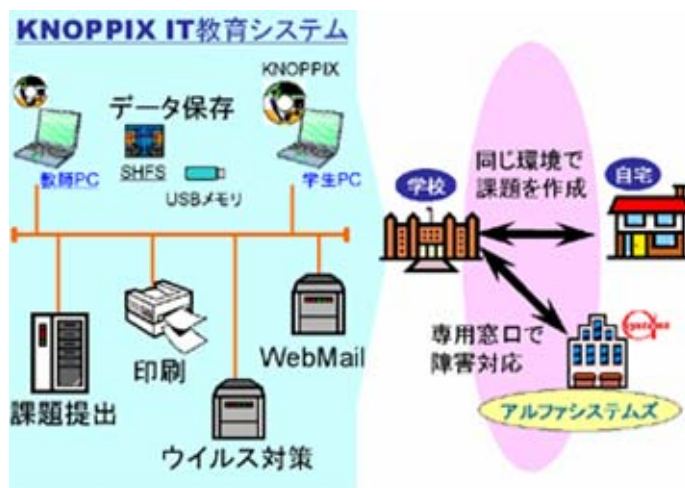 KNOPPIX IT教育システム
KNOPPIX
データ保存
教師PC
SHFS
学生PC
USBメモリ
課題提出
印刷
WebMail
ウイルス対策
学校
同じ環境で
課題を作成
自宅
専用窓口で
障害対応
アルファシステムズ